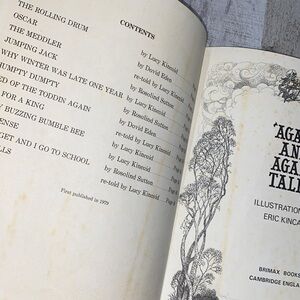 CONTENTS
THE ROLLING DRUM by Lucy Kincaid
OSCAR by David Eden
THE MEDDLER re-told by Lucy Kincaid
JUMPING JACK by Rosalind Sutton
WHY WINTER WAS LATE ONE YEAR by Lucy Kincaid
HUMPTY DUMPTY by David Eden
ED OF THE TODDIN AGAIN
FOR A KING
Y BUZZING BUMBLE BEE
ENSE
GET AND I GO TO SCHOOL
LLS
by Rosalind Sutton
re-told by Lucy Kincaid
by Lucy Kincaid
by Rosalind Sutton
re-told by Lucy Kincaid
First published in 1979
"AGA
AN
AGA
TAL
ILLUSTRATION
ERIC KINCA
BRIMAX BOOKS
CAMBRIDGE ENGLA